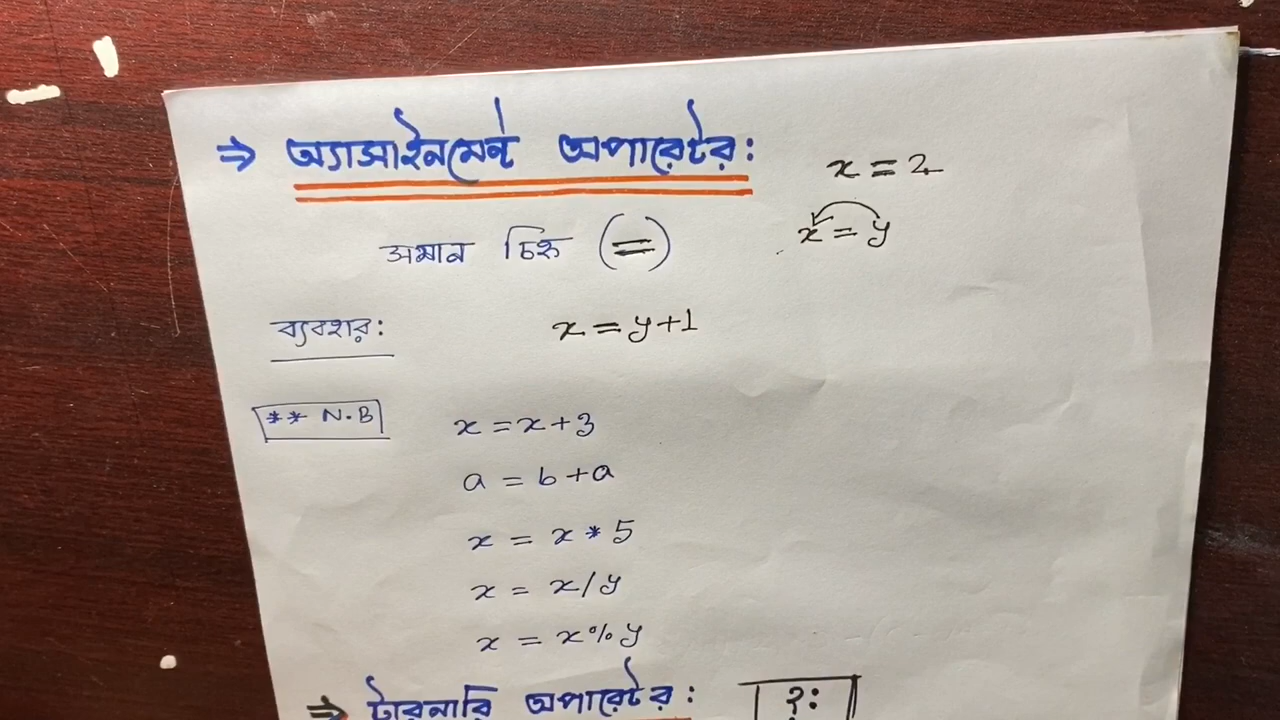 ⇒ অ্যাসাইনমেন্ট অপারেটর: x = 2
সমান চিহ্ন (=) x = y
ব্যবহার: x = y+1
** N.B x = x+3
a = b+a
x = x * 5
x = x/y
x = x% y
⇒ টারনারি অপারেটর: ?: